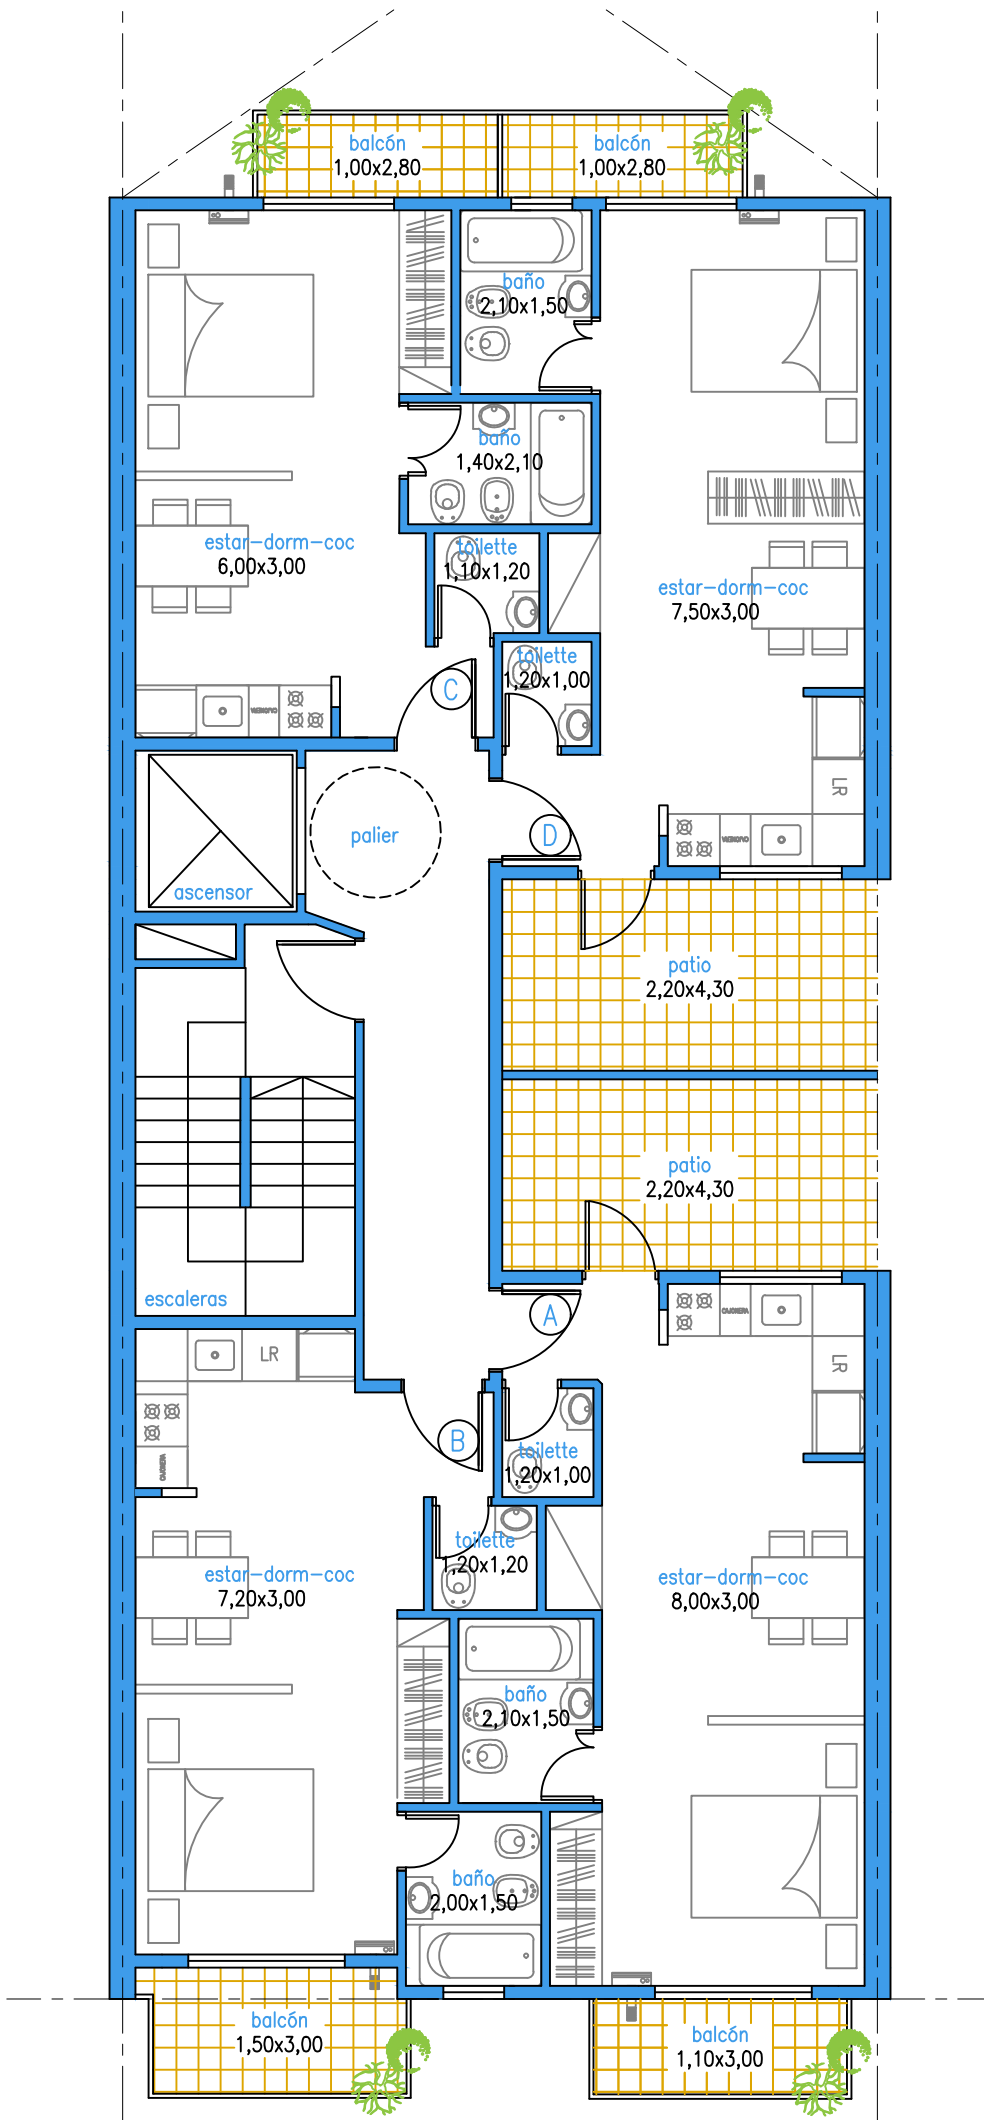 balcón
1,00x2,80
balcón
1,00x2,80
baño
2,10x1,50
baño
1,40x2,10
estar-dorm-coc
6,00x3,00
toilette
1,10x1,20
estar-dorm-coc
7,50x3,00
toilette
1,20x1,00
C
CAJONERA
LR
D
CAJONERA
palier
ascensor
patio
2,20x4,30
patio
2,20x4,30
escaleras
A
CAJONERA
LR
LR
B
CAJONERA
toilette
1,20x1,00
toilette
1,20x1,20
estar-dorm-coc
7,20x3,00
estar-dorm-coc
8,00x3,00
baño
2,10x1,50
baño
2,00x1,50
balcón
1,50x3,00
balcón
1,10x3,00